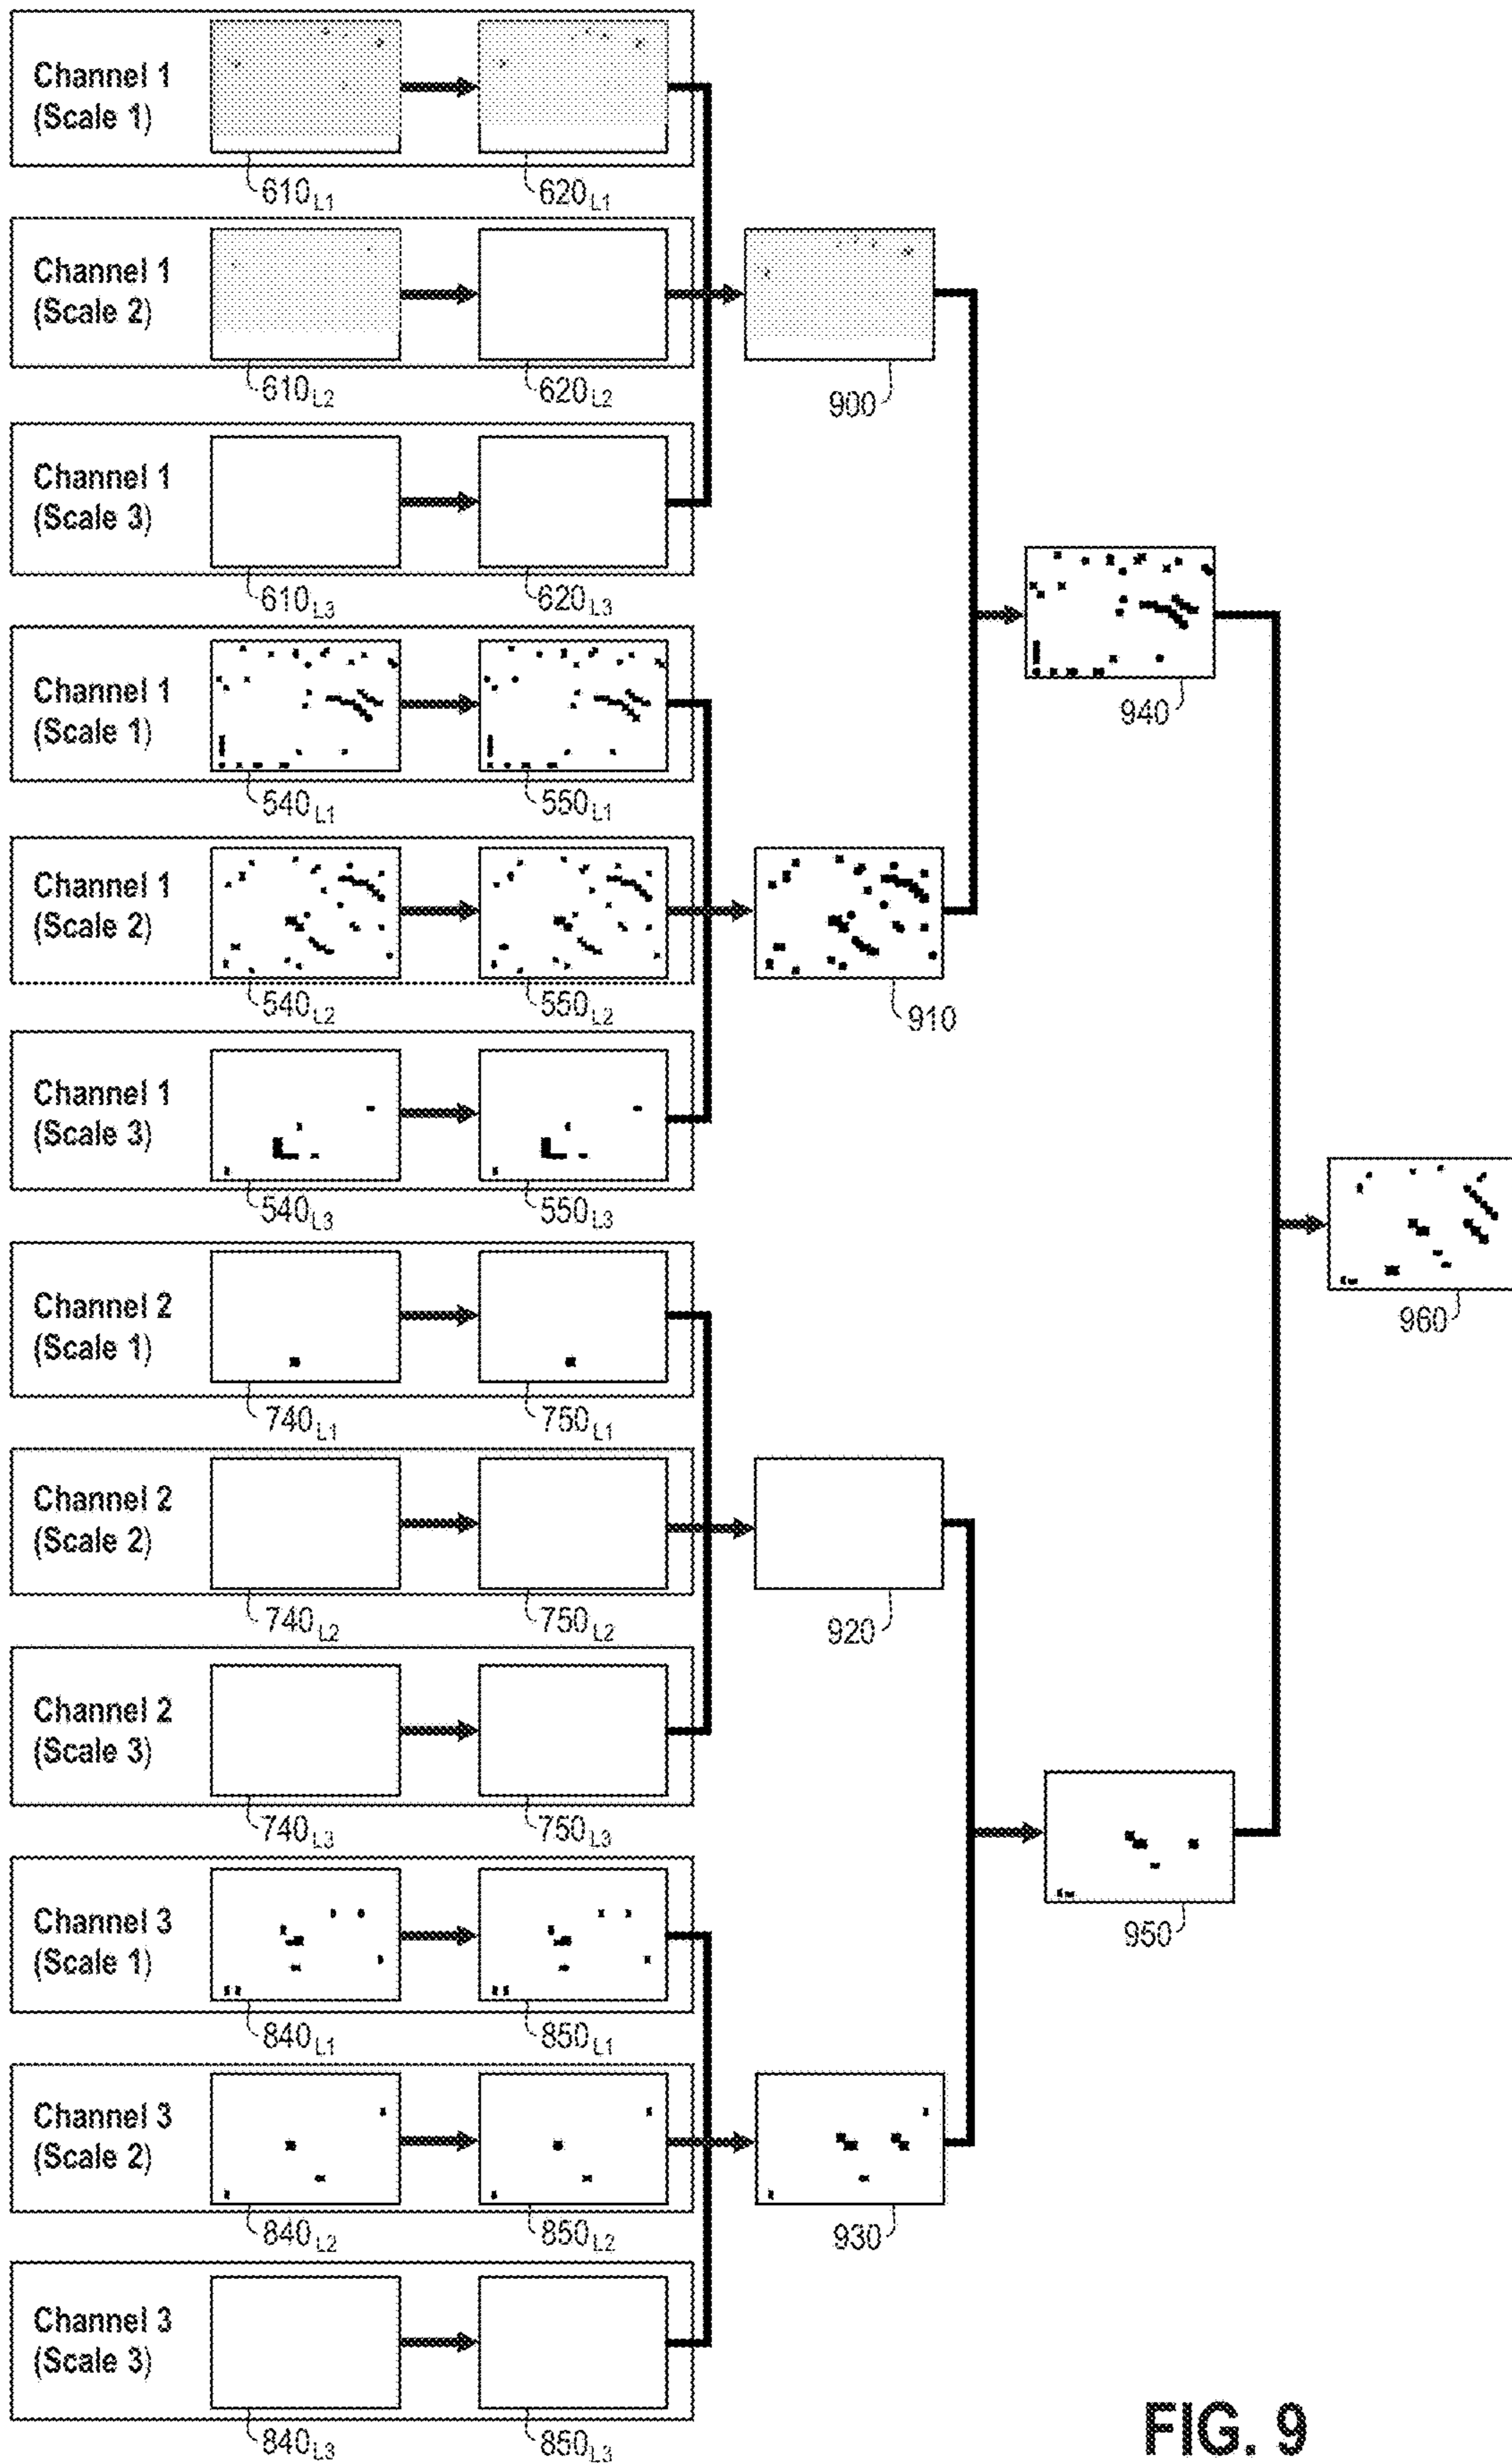 Channel 1
(Scale 1)
610L1
620L1
Channel 1
(Scale 2)
610L2
620L2
900
Channel 1
(Scale 3)
610L3
620L3
Channel 1
(Scale 1)
540L1
550L1
940
Channel 1
(Scale 2)
540L2
550L2
910
Channel 1
(Scale 3)
540L3
550L3
Channel 2
(Scale 1)
740L1
750L1
960
Channel 2
(Scale 2)
740L2
750L2
920
Channel 2
(Scale 3)
740L3
750L3
Channel 3
(Scale 1)
840L1
850L1
950
Channel 3
(Scale 2)
840L2
850L2
930
Channel 3
(Scale 3)
840L3
850L3
FIG. 9